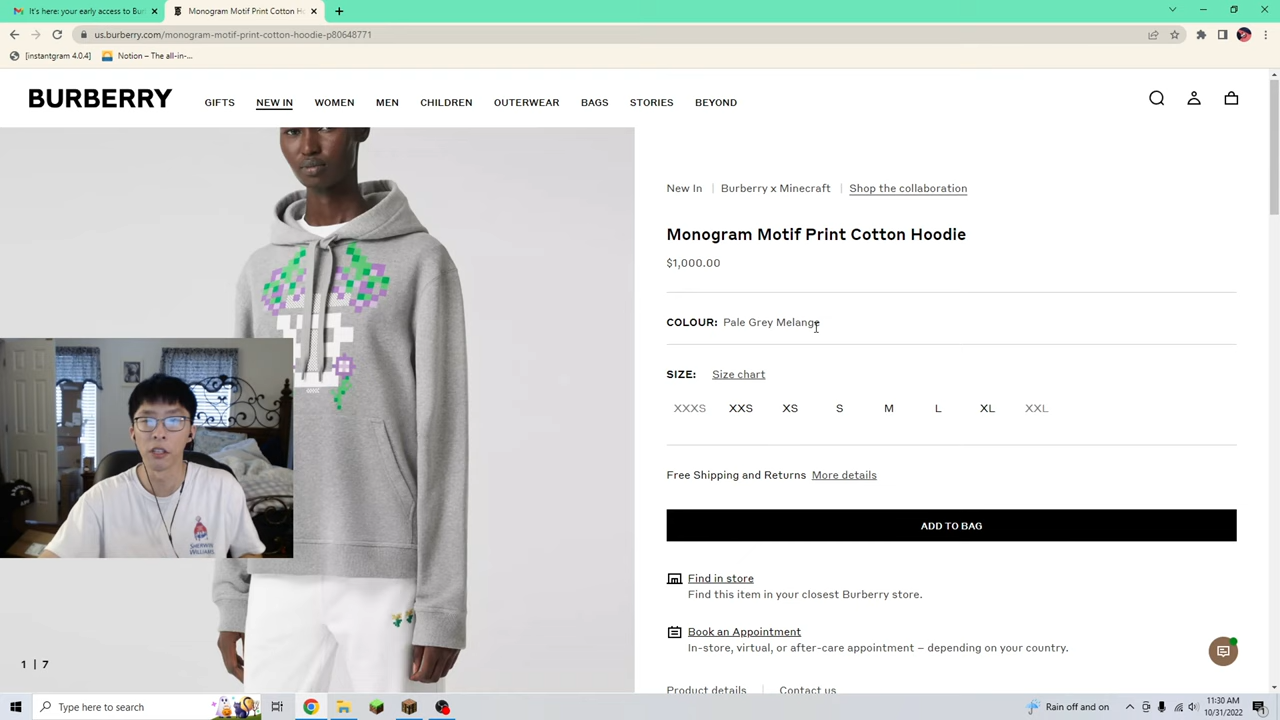 It's here: your early access to Bur
Monogram Motif Print Cotton Ho
us.burberry.com/monogram-motif-print-cotton-hoodie-p80648771
[instantgram 4.0.4]
Notion – The all-in-...
BURBERRY
GIFTS
NEW IN
WOMEN
MEN
CHILDREN
OUTERWEAR
BAGS
STORIES
BEYOND
New In | Burberry x Minecraft | Shop the collaboration
Monogram Motif Print Cotton Hoodie
$1,000.00
COLOUR: Pale Grey Melange
SIZE: Size chart
XXXS XXS XS S M L XL XXL
Free Shipping and Returns More details
ADD TO BAG
Find in store
Find this item in your closest Burberry store.
Book an Appointment
In-store, virtual, or after-care appointment – depending on your country.
Product details | Contact us
SHERWIN
WILLIAMS
1 | 7
Type here to search
Rain off and on
11:30 AM
10/31/2022
1